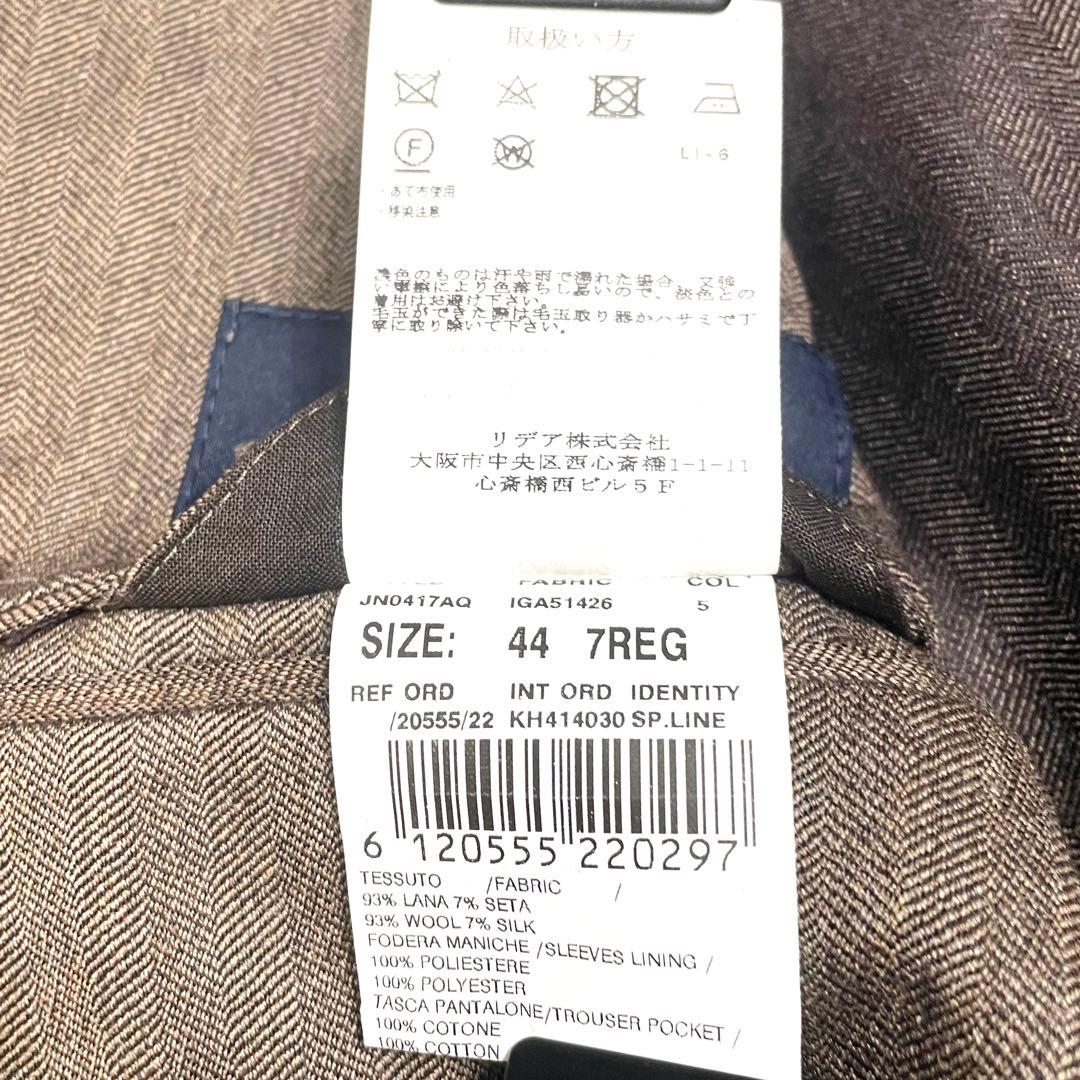 取扱い方
F
W
LI-6
・あて布使用
・移染注意
濃色のものは汗や雨で濡れた場合、又強
い摩擦により色落ちし易いので、淡色との
着用はお避け下さい。
毛玉ができた際は毛玉取り器かハサミで丁
寧に取り除いて下さい。
リデア株式会社
大阪市中央区西心斎橋1-1-11
心斎橋西ビル5F
FABRIC COL
JN0417AQ IGA51426 5
SIZE: 44 7REG
REF ORD INT ORD IDENTITY
/20555/22 KH414030 SP.LINE
6 120555 220297
TESSUTO /FABRIC /
93% LANA 7% SETA
93% WOOL 7% SILK
FODERA MANICHE /SLEEVES LINING /
100% POLIESTERE
100% POLYESTER
TASCA PANTALONE/TROUSER POCKET /
100% COTONE
100% COTTON